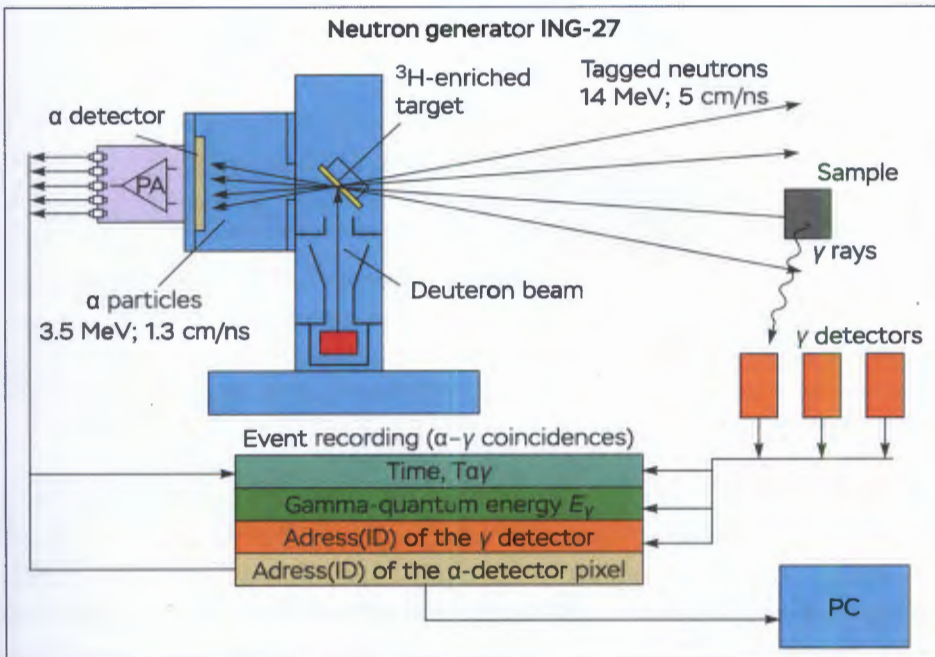 Neutron generator ING-27
³H-enriched
target
Tagged neutrons
14 MeV; 5 cm/ns
α detector
PA
Sample
γ rays
α particles
3.5 MeV; 1.3 cm/ns
Deuteron beam
γ detectors
Event recording (α-γ coincidences)
Time, Tαγ
Gamma-quantum energy Eγ
Adress(ID) of the γ detector
Adress(ID) of the α-detector pixel
PC